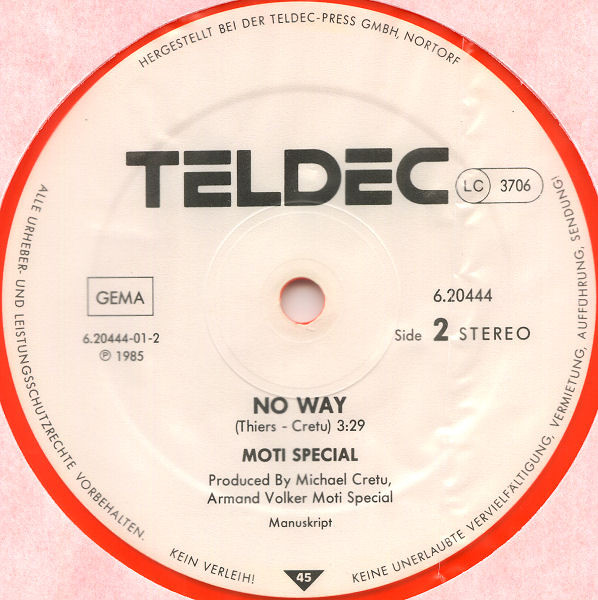 HERGESTELLT BEI DER TELDEC-PRESS GMBH, NORTORF
TELDEC
LC 3706
GEMA
6.20444-01-2
℗ 1985
6.20444
Side 2 STEREO
NO WAY
(Thiers - Cretu) 3:29
MOTI SPECIAL
Produced By Michael Cretu,
Armand Volker Moti Special
Manuskript
45
ALLE URHEBER- UND LEISTUNGSSCHUTZRECHTE VORBEHALTEN.
KEIN VERLEIH!
KEINE UNERLAUBTE VERVIELFÄLTIGUNG, VERMIETUNG, AUFFÜHRUNG, SENDUNG!